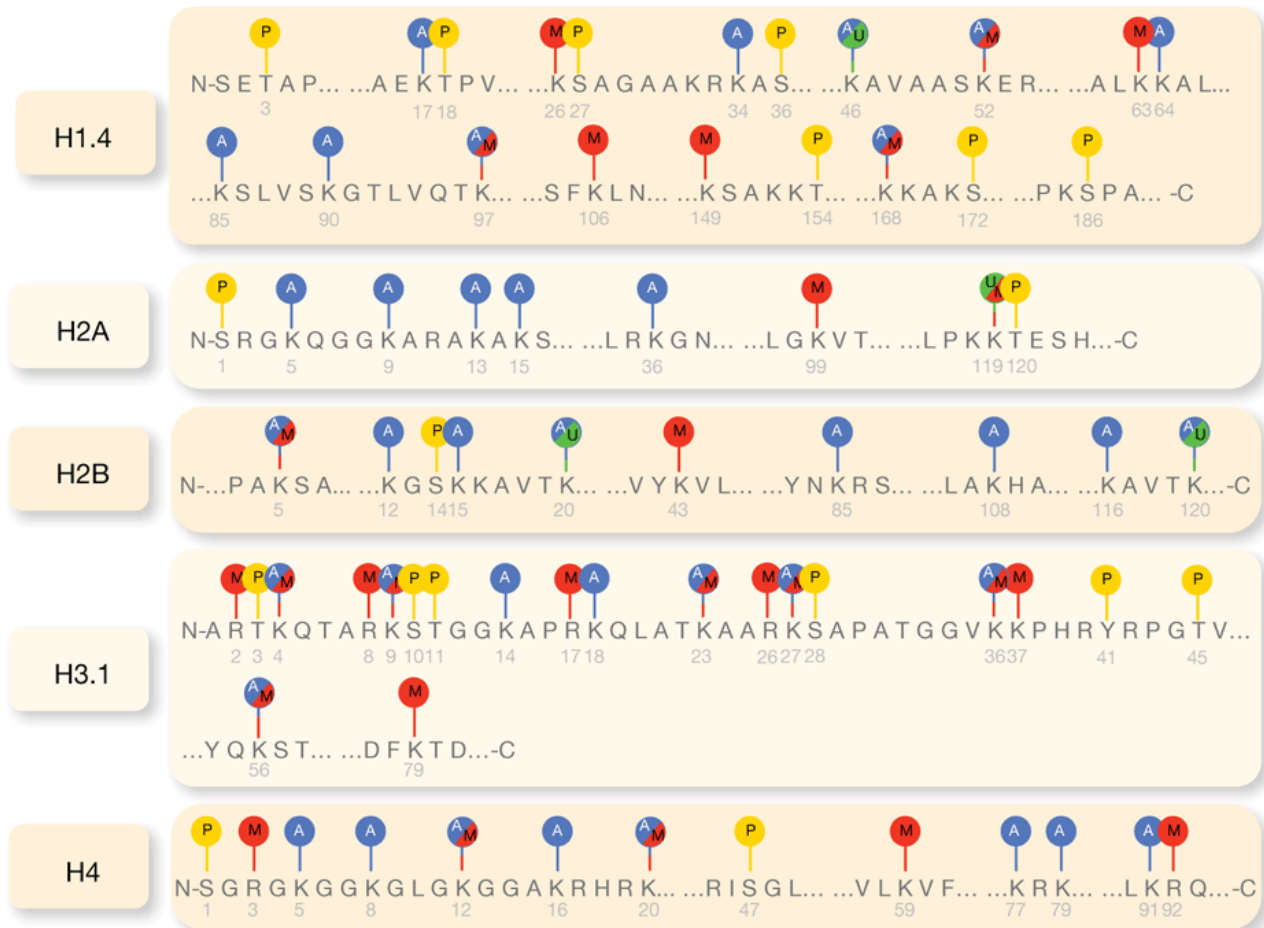 P A P M P A P A U A M M A
H1.4
N-SETAP... ...AEKTPV... ...KSAGAAKRKAS... ...KAVAASKER... ...ALKKAL...
3 17 18 26 27 34 36 46 52 63 64
A A A M M M P A M P P
...KSLVSKGTLVQTK... ...SFKLN... ...KSAKKT... ...KKAKS... ...PKSPA... -C
85 90 97 106 149 154 168 172 186
P A A A A A M U M P
H2A
N-SRGKQGGKARAKAKS... ...LRKGN... ...LGKVT... ...LPKKTESH...-C
1 5 9 13 15 36 99 119 120
A M A P A A U M A A A A U
H2B
N-...PAKSA... ...KGSKKAVTK... ...VYKVL... ...YNKRS... ...LAKHA... ...KAVTK...-C
5 12 14 15 20 43 85 108 116 120
M P A M M A M P P A M A A M M A M P A M M P P
H3.1
N-ARTKQTARKSTGGKAPRKQLATKAARKSAPATGGVKKPHRYRPGTV...
2 3 4 8 9 10 11 14 17 18 23 26 27 28 36 37 41 45
A M M
...YQKST... ...DFKTD...-C
56 79
P M A A A M A A M P M A A A M
H4
N-SGRGKGGKGLGKGGAKRHRK... ...RISGL... ...VLKVF... ...KRK... ...LKRQ...-C
1 3 5 8 12 16 20 47 59 77 79 91 92